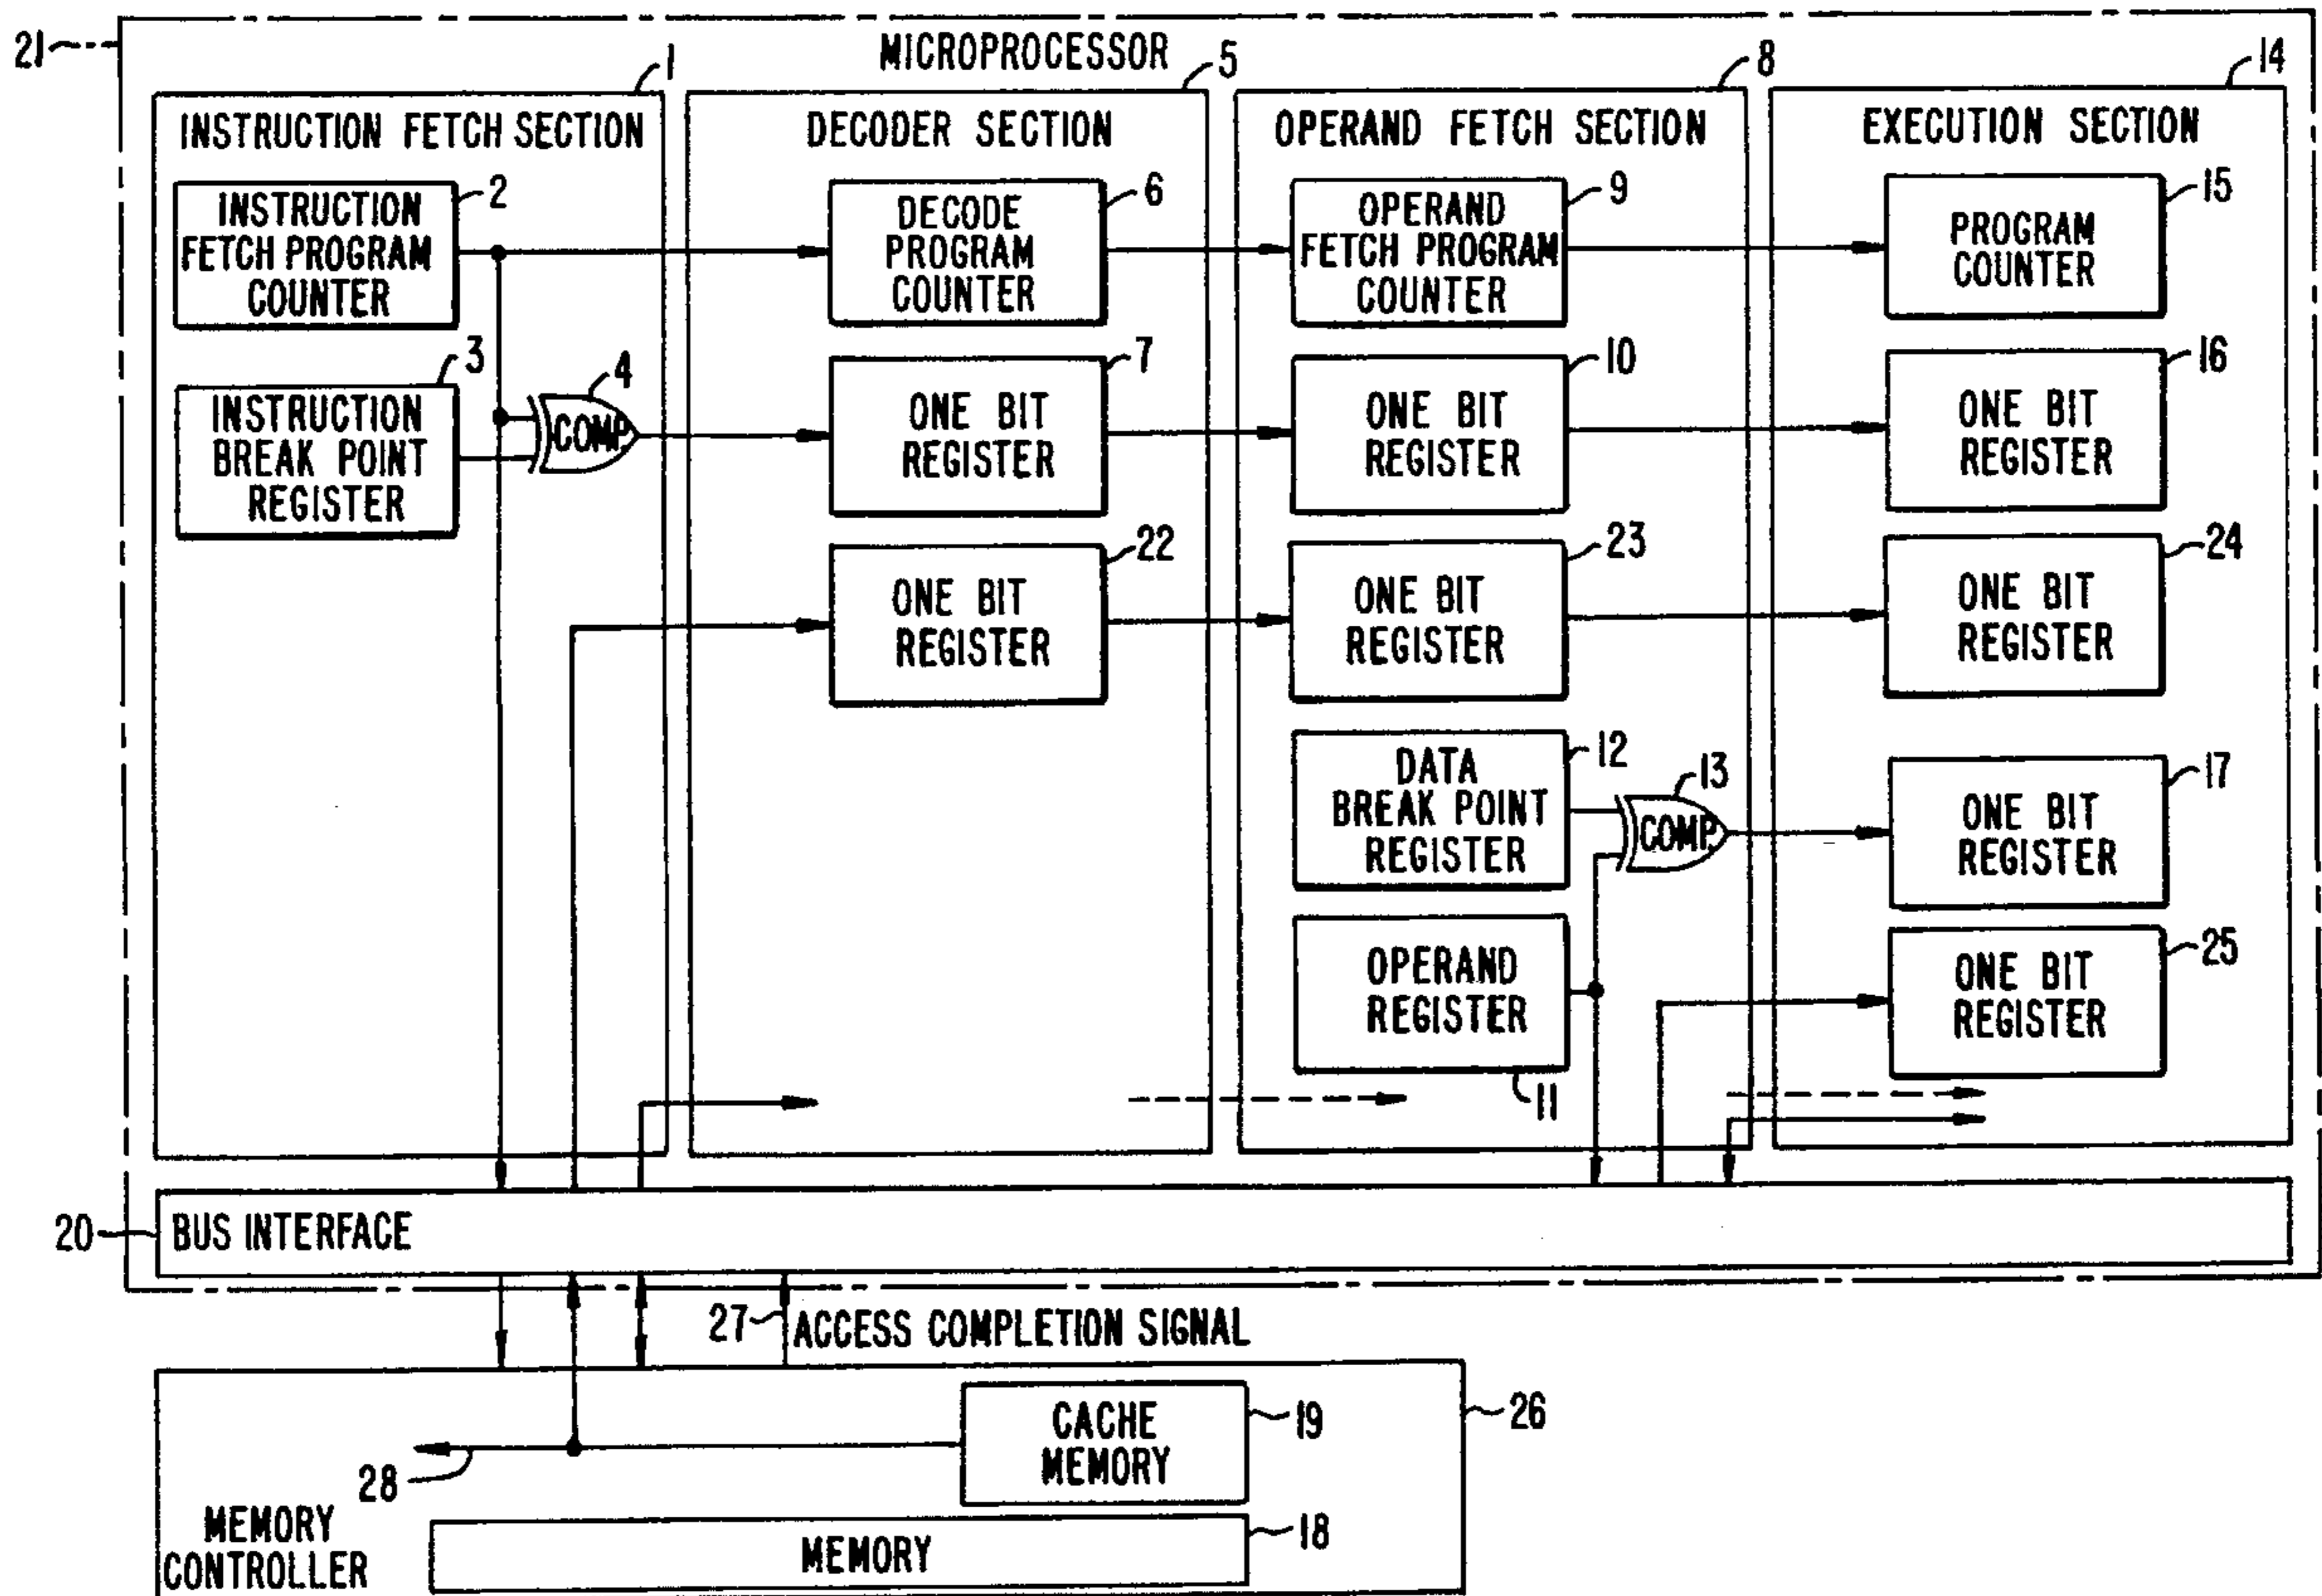 21
MICROPROCESSOR
1
5
8
14
INSTRUCTION FETCH SECTION
DECODER SECTION
OPERAND FETCH SECTION
EXECUTION SECTION
INSTRUCTION
FETCH PROGRAM
COUNTER
2
DECODE
PROGRAM
COUNTER
6
OPERAND
FETCH PROGRAM
COUNTER
9
PROGRAM
COUNTER
15
INSTRUCTION
BREAK POINT
REGISTER
3
COMP.
4
ONE BIT
REGISTER
7
ONE BIT
REGISTER
10
ONE BIT
REGISTER
16
ONE BIT
REGISTER
22
ONE BIT
REGISTER
23
ONE BIT
REGISTER
24
DATA
BREAK POINT
REGISTER
12
COMP.
13
ONE BIT
REGISTER
17
OPERAND
REGISTER
11
ONE BIT
REGISTER
25
20
BUS INTERFACE
27
ACCESS COMPLETION SIGNAL
CACHE
MEMORY
19
26
28
MEMORY
CONTROLLER
MEMORY
18